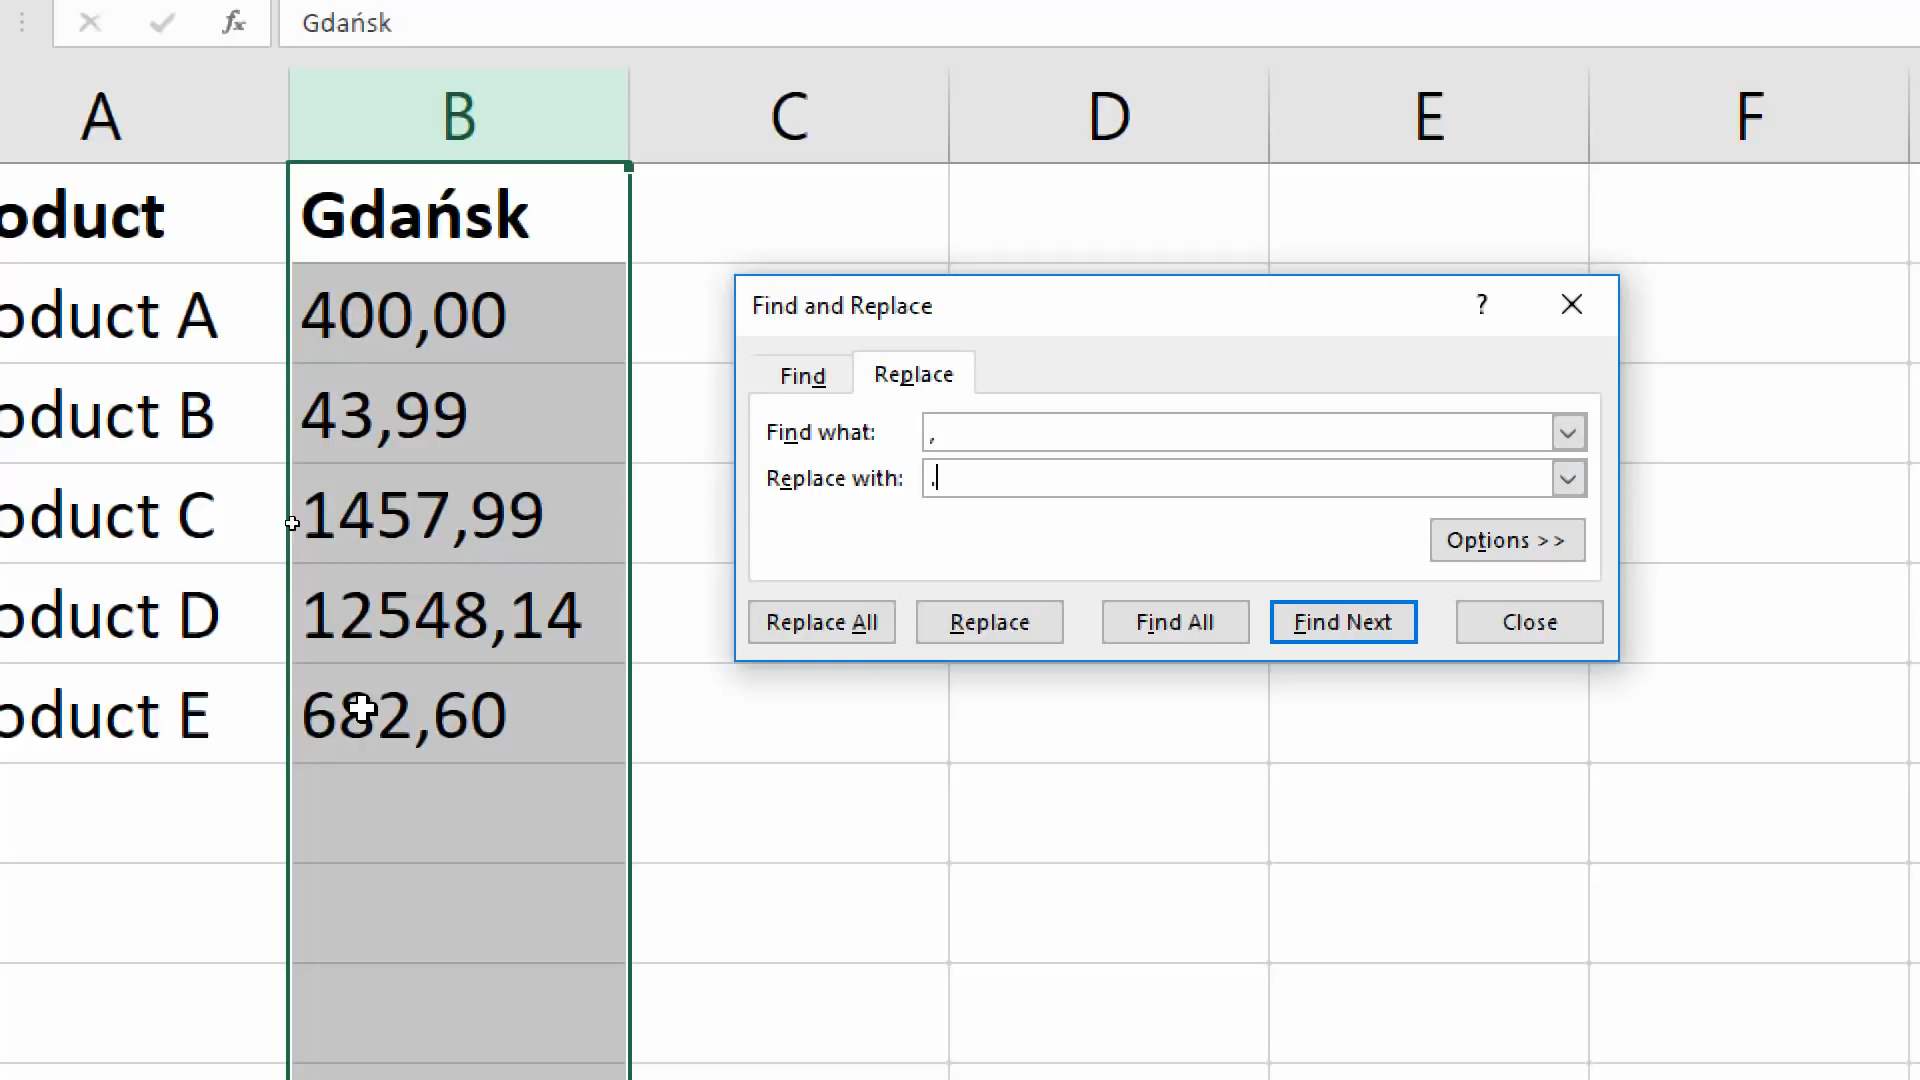 fx Gdańsk
A B C D E F
oduct Gdańsk
oduct A 400,00
oduct B 43,99
oduct C 1457,99
oduct D 12548,14
oduct E 682,60
Find and Replace ?
Find Replace
Find what: ,
Replace with: .
Options >>
Replace All Replace Find All Find Next Close